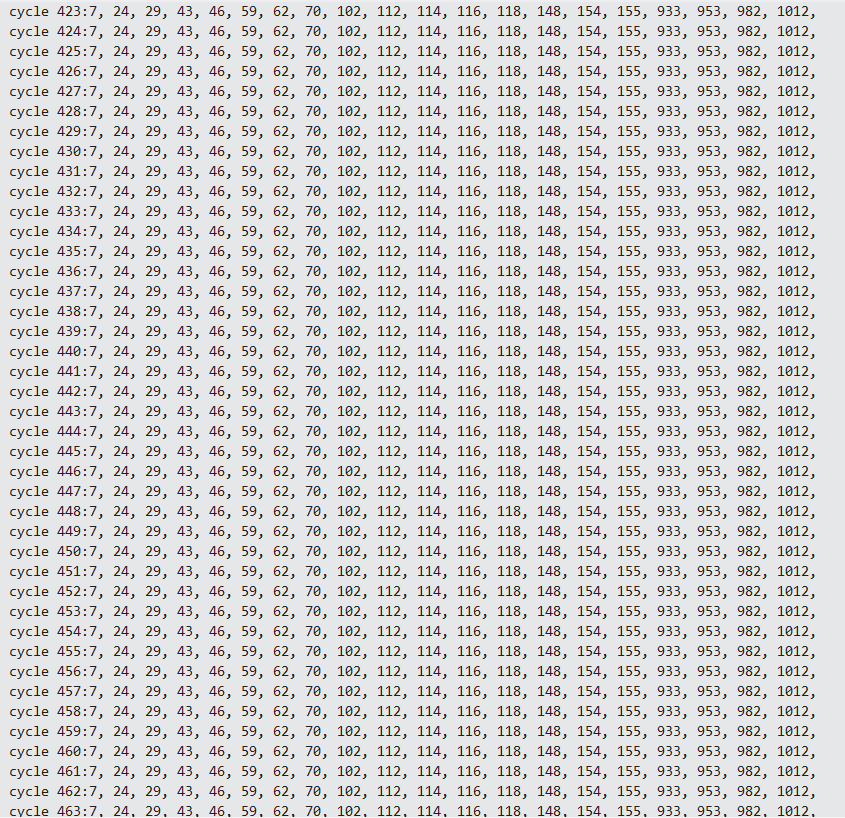 cycle 423:7, 24, 29, 43, 46, 59, 62, 70, 102, 112, 114, 116, 118, 148, 154, 155, 933, 953, 982, 1012,
cycle 424:7, 24, 29, 43, 46, 59, 62, 70, 102, 112, 114, 116, 118, 148, 154, 155, 933, 953, 982, 1012,
cycle 425:7, 24, 29, 43, 46, 59, 62, 70, 102, 112, 114, 116, 118, 148, 154, 155, 933, 953, 982, 1012,
cycle 426:7, 24, 29, 43, 46, 59, 62, 70, 102, 112, 114, 116, 118, 148, 154, 155, 933, 953, 982, 1012,
cycle 427:7, 24, 29, 43, 46, 59, 62, 70, 102, 112, 114, 116, 118, 148, 154, 155, 933, 953, 982, 1012,
cycle 428:7, 24, 29, 43, 46, 59, 62, 70, 102, 112, 114, 116, 118, 148, 154, 155, 933, 953, 982, 1012,
cycle 429:7, 24, 29, 43, 46, 59, 62, 70, 102, 112, 114, 116, 118, 148, 154, 155, 933, 953, 982, 1012,
cycle 430:7, 24, 29, 43, 46, 59, 62, 70, 102, 112, 114, 116, 118, 148, 154, 155, 933, 953, 982, 1012,
cycle 431:7, 24, 29, 43, 46, 59, 62, 70, 102, 112, 114, 116, 118, 148, 154, 155, 933, 953, 982, 1012,
cycle 432:7, 24, 29, 43, 46, 59, 62, 70, 102, 112, 114, 116, 118, 148, 154, 155, 933, 953, 982, 1012,
cycle 433:7, 24, 29, 43, 46, 59, 62, 70, 102, 112, 114, 116, 118, 148, 154, 155, 933, 953, 982, 1012,
cycle 434:7, 24, 29, 43, 46, 59, 62, 70, 102, 112, 114, 116, 118, 148, 154, 155, 933, 953, 982, 1012,
cycle 435:7, 24, 29, 43, 46, 59, 62, 70, 102, 112, 114, 116, 118, 148, 154, 155, 933, 953, 982, 1012,
cycle 436:7, 24, 29, 43, 46, 59, 62, 70, 102, 112, 114, 116, 118, 148, 154, 155, 933, 953, 982, 1012,
cycle 437:7, 24, 29, 43, 46, 59, 62, 70, 102, 112, 114, 116, 118, 148, 154, 155, 933, 953, 982, 1012,
cycle 438:7, 24, 29, 43, 46, 59, 62, 70, 102, 112, 114, 116, 118, 148, 154, 155, 933, 953, 982, 1012,
cycle 439:7, 24, 29, 43, 46, 59, 62, 70, 102, 112, 114, 116, 118, 148, 154, 155, 933, 953, 982, 1012,
cycle 440:7, 24, 29, 43, 46, 59, 62, 70, 102, 112, 114, 116, 118, 148, 154, 155, 933, 953, 982, 1012,
cycle 441:7, 24, 29, 43, 46, 59, 62, 70, 102, 112, 114, 116, 118, 148, 154, 155, 933, 953, 982, 1012,
cycle 442:7, 24, 29, 43, 46, 59, 62, 70, 102, 112, 114, 116, 118, 148, 154, 155, 933, 953, 982, 1012,
cycle 443:7, 24, 29, 43, 46, 59, 62, 70, 102, 112, 114, 116, 118, 148, 154, 155, 933, 953, 982, 1012,
cycle 444:7, 24, 29, 43, 46, 59, 62, 70, 102, 112, 114, 116, 118, 148, 154, 155, 933, 953, 982, 1012,
cycle 445:7, 24, 29, 43, 46, 59, 62, 70, 102, 112, 114, 116, 118, 148, 154, 155, 933, 953, 982, 1012,
cycle 446:7, 24, 29, 43, 46, 59, 62, 70, 102, 112, 114, 116, 118, 148, 154, 155, 933, 953, 982, 1012,
cycle 447:7, 24, 29, 43, 46, 59, 62, 70, 102, 112, 114, 116, 118, 148, 154, 155, 933, 953, 982, 1012,
cycle 448:7, 24, 29, 43, 46, 59, 62, 70, 102, 112, 114, 116, 118, 148, 154, 155, 933, 953, 982, 1012,
cycle 449:7, 24, 29, 43, 46, 59, 62, 70, 102, 112, 114, 116, 118, 148, 154, 155, 933, 953, 982, 1012,
cycle 450:7, 24, 29, 43, 46, 59, 62, 70, 102, 112, 114, 116, 118, 148, 154, 155, 933, 953, 982, 1012,
cycle 451:7, 24, 29, 43, 46, 59, 62, 70, 102, 112, 114, 116, 118, 148, 154, 155, 933, 953, 982, 1012,
cycle 452:7, 24, 29, 43, 46, 59, 62, 70, 102, 112, 114, 116, 118, 148, 154, 155, 933, 953, 982, 1012,
cycle 453:7, 24, 29, 43, 46, 59, 62, 70, 102, 112, 114, 116, 118, 148, 154, 155, 933, 953, 982, 1012,
cycle 454:7, 24, 29, 43, 46, 59, 62, 70, 102, 112, 114, 116, 118, 148, 154, 155, 933, 953, 982, 1012,
cycle 455:7, 24, 29, 43, 46, 59, 62, 70, 102, 112, 114, 116, 118, 148, 154, 155, 933, 953, 982, 1012,
cycle 456:7, 24, 29, 43, 46, 59, 62, 70, 102, 112, 114, 116, 118, 148, 154, 155, 933, 953, 982, 1012,
cycle 457:7, 24, 29, 43, 46, 59, 62, 70, 102, 112, 114, 116, 118, 148, 154, 155, 933, 953, 982, 1012,
cycle 458:7, 24, 29, 43, 46, 59, 62, 70, 102, 112, 114, 116, 118, 148, 154, 155, 933, 953, 982, 1012,
cycle 459:7, 24, 29, 43, 46, 59, 62, 70, 102, 112, 114, 116, 118, 148, 154, 155, 933, 953, 982, 1012,
cycle 460:7, 24, 29, 43, 46, 59, 62, 70, 102, 112, 114, 116, 118, 148, 154, 155, 933, 953, 982, 1012,
cycle 461:7, 24, 29, 43, 46, 59, 62, 70, 102, 112, 114, 116, 118, 148, 154, 155, 933, 953, 982, 1012,
cycle 462:7, 24, 29, 43, 46, 59, 62, 70, 102, 112, 114, 116, 118, 148, 154, 155, 933, 953, 982, 1012,
cycle 463:7, 24, 29, 43, 46, 59, 62, 70, 102, 112, 114, 116, 118, 148, 154, 155, 933, 953, 982, 1012,